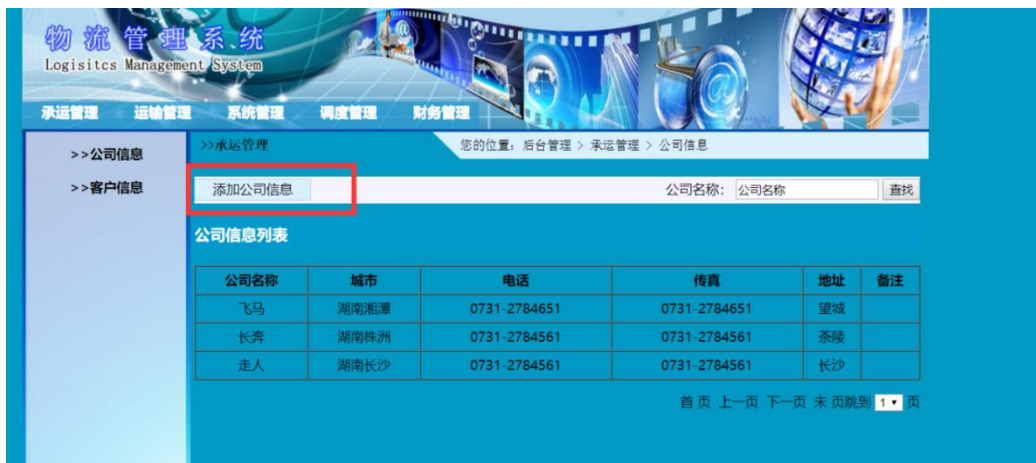 物流管理系统
Logisitcs Management System
承运管理 运输管理 系统管理 调度管理 财务管理
>>公司信息
>>客户信息
>>承运管理 您的位置：后台管理 > 承运管理 > 公司信息
添加公司信息 公司名称： 公司名称 查找
公司信息列表
公司名称 城市 电话 传真 地址 备注
飞马 湖南湘潭 0731-2784651 0731-2784651 望城
长奔 湖南株洲 0731-2784561 0731-2784561 茶陵
走人 湖南长沙 0731-2784561 0731-2784561 长沙
首 页 上一页 下一页 末 页跳到 1 页